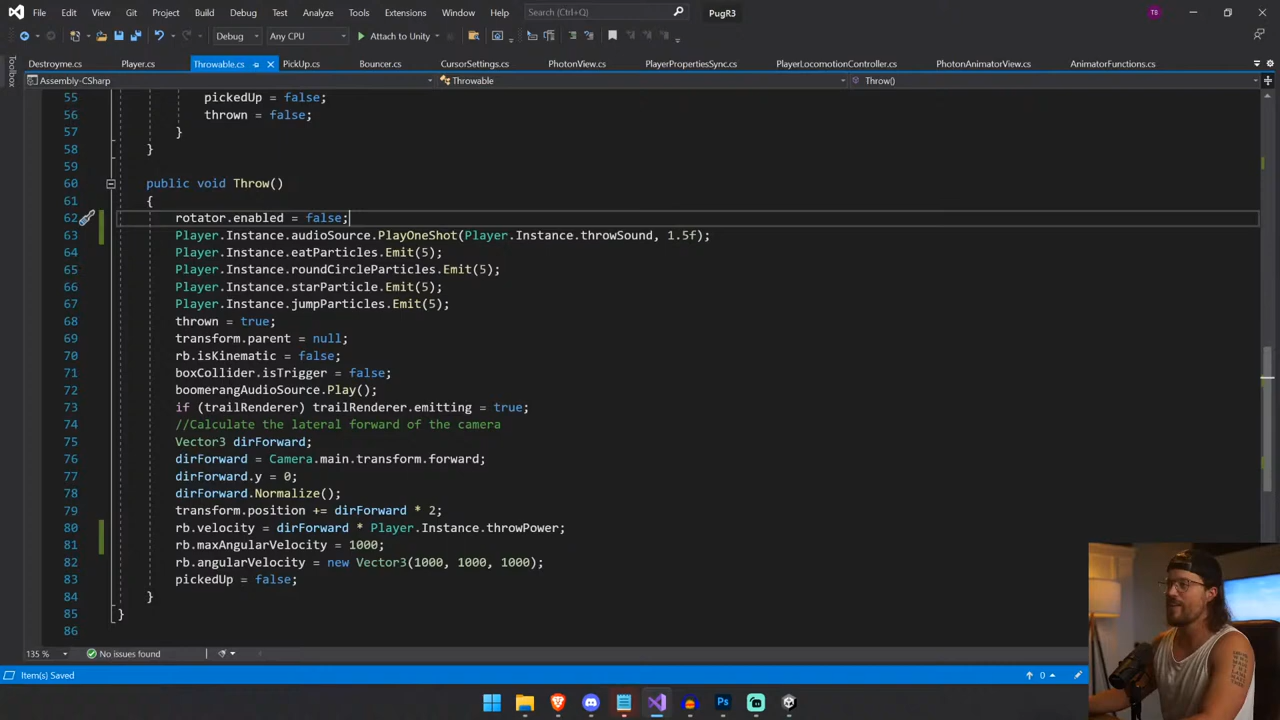 File Edit View Git Project Build Debug Test Analyze Tools Extensions Window Help Search (Ctrl+Q) PugR3 TB
Debug Any CPU Attach to Unity
Destroyme.cs Player.cs Throwable.cs PickUp.cs Bouncer.cs CursorSettings.cs PhotonView.cs PlayerPropertiesSync.cs PlayerLocomotionController.cs PhotonAnimatorView.cs AnimatorFunctions.cs
Toolbox
Assembly-CSharp Throwable Throw()
55 pickedUp = false;
56 thrown = false;
57 }
58 }
59
60 public void Throw()
61 {
62 rotator.enabled = false;
63 Player.Instance.audioSource.PlayOneShot(Player.Instance.throwSound, 1.5f);
64 Player.Instance.eatParticles.Emit(5);
65 Player.Instance.roundCircleParticles.Emit(5);
66 Player.Instance.starParticle.Emit(5);
67 Player.Instance.jumpParticles.Emit(5);
68 thrown = true;
69 transform.parent = null;
70 rb.isKinematic = false;
71 boxCollider.isTrigger = false;
72 boomerangAudioSource.Play();
73 if (trailRenderer) trailRenderer.emitting = true;
74 //Calculate the lateral forward of the camera
75 Vector3 dirForward;
76 dirForward = Camera.main.transform.forward;
77 dirForward.y = 0;
78 dirForward.Normalize();
79 transform.position += dirForward * 2;
80 rb.velocity = dirForward * Player.Instance.throwPower;
81 rb.maxAngularVelocity = 1000;
82 rb.angularVelocity = new Vector3(1000, 1000, 1000);
83 pickedUp = false;
84 }
85 }
86
135 % No issues found
Item(s) Saved 0
Ps